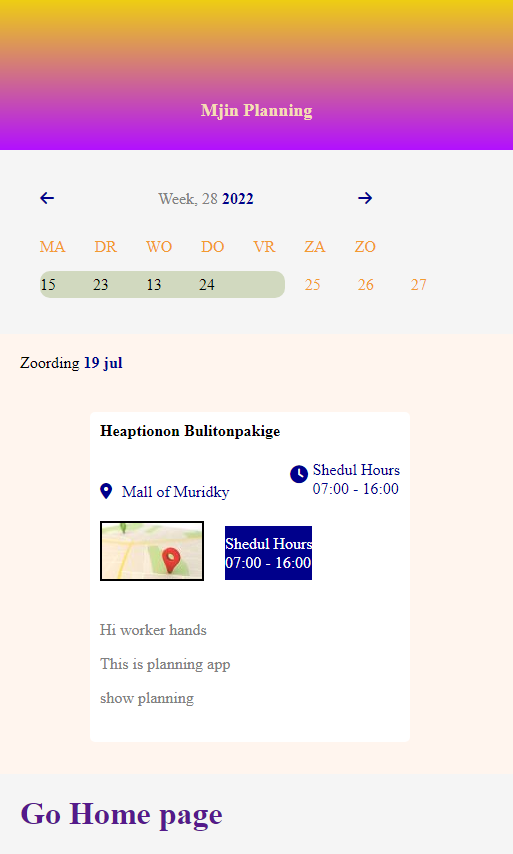 Mjin Planning
Week, 28 2022
MA DR WO DO VR ZA ZO
15 23 13 24 25 26 27
Zoording 19 jul
Heaptionon Bulitonpakige
Shedul Hours
Mall of Muridky 07:00 - 16:00
Shedul Hours
07:00 - 16:00
Hi worker hands
This is planning app
show planning
Go Home page